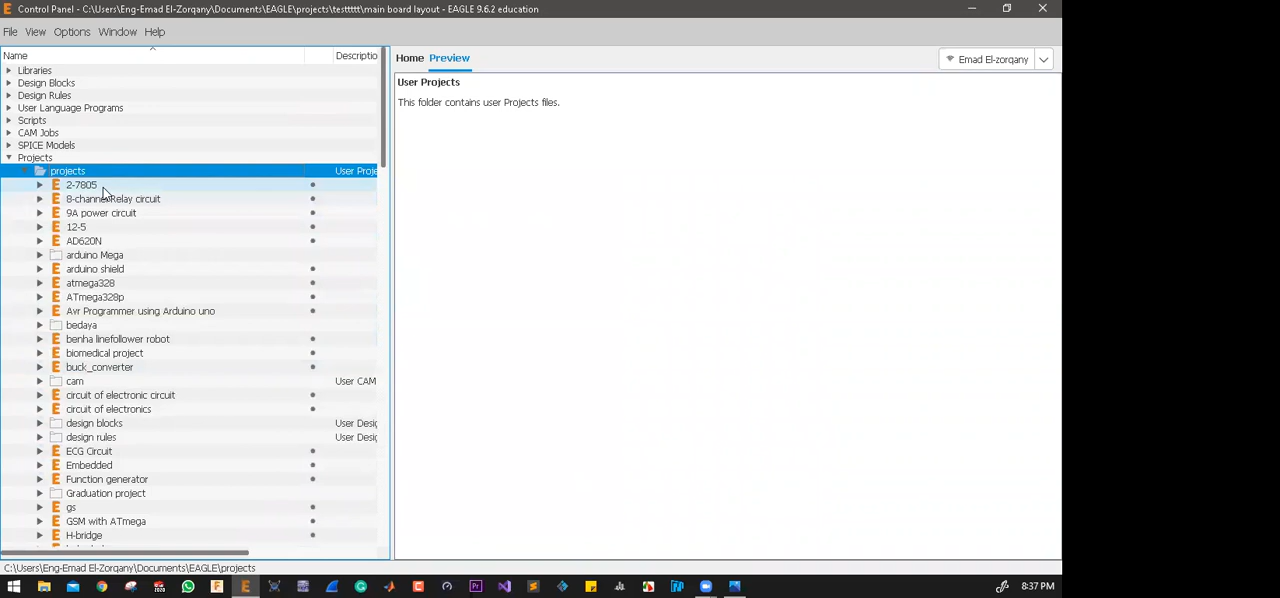 Control Panel - C:\Users\Eng-Emad El-Zorgany\Documents\EAGLE\projects\testttttt\main board layout - EAGLE 9.6.2 education
File View Options Window Help
Name Descriptio
Libraries
Design Blocks
Design Rules
User Language Programs
Scripts
CAM Jobs
SPICE Models
Projects
projects User Proje
2-7805
8-channel Relay circuit
9A power circuit
12-5
AD620N
arduino Mega
arduino shield
atmega328
ATmega328p
Avr Programmer using Arduino uno
bedaya
benha linefollower robot
biomedical project
buck_converter
cam User CAM
circuit of electronic circuit
circuit of electronics
design blocks User Desig
design rules User Desig
ECG Circuit
Embedded
Function generator
Graduation project
gs
GSM with ATmega
H-bridge
Home Preview
Emad El-zorqany
User Projects
This folder contains user Projects files.
C:\Users\Eng-Emad El-Zorqany\Documents\EAGLE\projects
8:37 PM